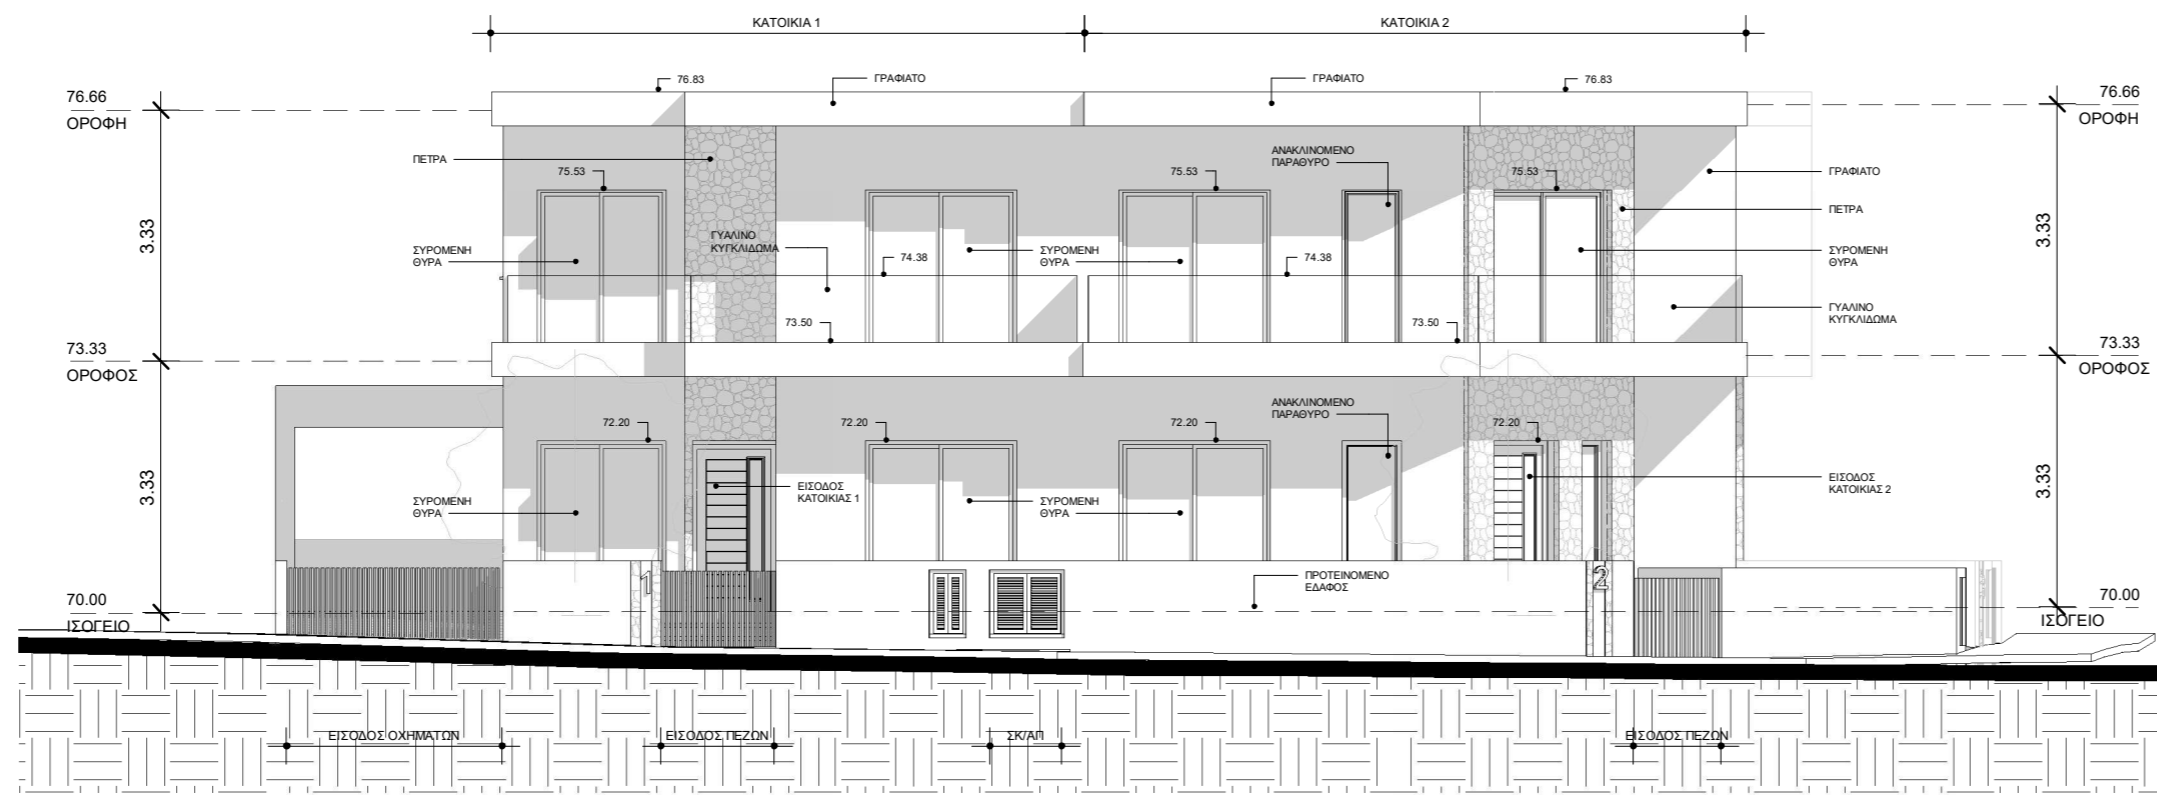 ΚΑΤΟΙΚΙΑ 1
ΚΑΤΟΙΚΙΑ 2
76.83
ΓΡΑΦΙΑΤΟ
ΓΡΑΦΙΑΤΟ
76.83
76.66
ΟΡΟΦΗ
76.66
ΟΡΟΦΗ
ΠΕΤΡΑ
75.53
75.53
ΑΝΑΚΛΙΝΟΜΕΝΟ
ΠΑΡΑΘΥΡΟ
75.53
ΓΡΑΦΙΑΤΟ
ΠΕΤΡΑ
3.33
3.33
ΣΥΡΟΜΕΝΗ
ΘΥΡΑ
ΓΥΑΛΙΝΟ
ΚΥΓΚΛΙΔΩΜΑ
74.38
ΣΥΡΟΜΕΝΗ
ΘΥΡΑ
74.38
ΣΥΡΟΜΕΝΗ
ΘΥΡΑ
73.50
73.50
ΓΥΑΛΙΝΟ
ΚΥΓΚΛΙΔΩΜΑ
73.33
ΟΡΟΦΟΣ
73.33
ΟΡΟΦΟΣ
72.20
72.20
72.20
ΑΝΑΚΛΙΝΟΜΕΝΟ
ΠΑΡΑΘΥΡΟ
72.20
3.33
3.33
ΣΥΡΟΜΕΝΗ
ΘΥΡΑ
ΕΙΣΟΔΟΣ
ΚΑΤΟΙΚΙΑΣ 1
ΣΥΡΟΜΕΝΗ
ΘΥΡΑ
ΕΙΣΟΔΟΣ
ΚΑΤΟΙΚΙΑΣ 2
1
ΠΡΟΤΕΙΝΟΜΕΝΟ
ΕΔΑΦΟΣ
2
70.00
ΙΣΟΓΕΙΟ
70.00
ΙΣΟΓΕΙΟ
ΕΙΣΟΔΟΣ ΟΧΗΜΑΤΩΝ
ΕΙΣΟΔΟΣ ΠΕΖΩΝ
ΣΚ/ΑΠ
ΕΙΣΟΔΟΣ ΠΕΖΩΝ